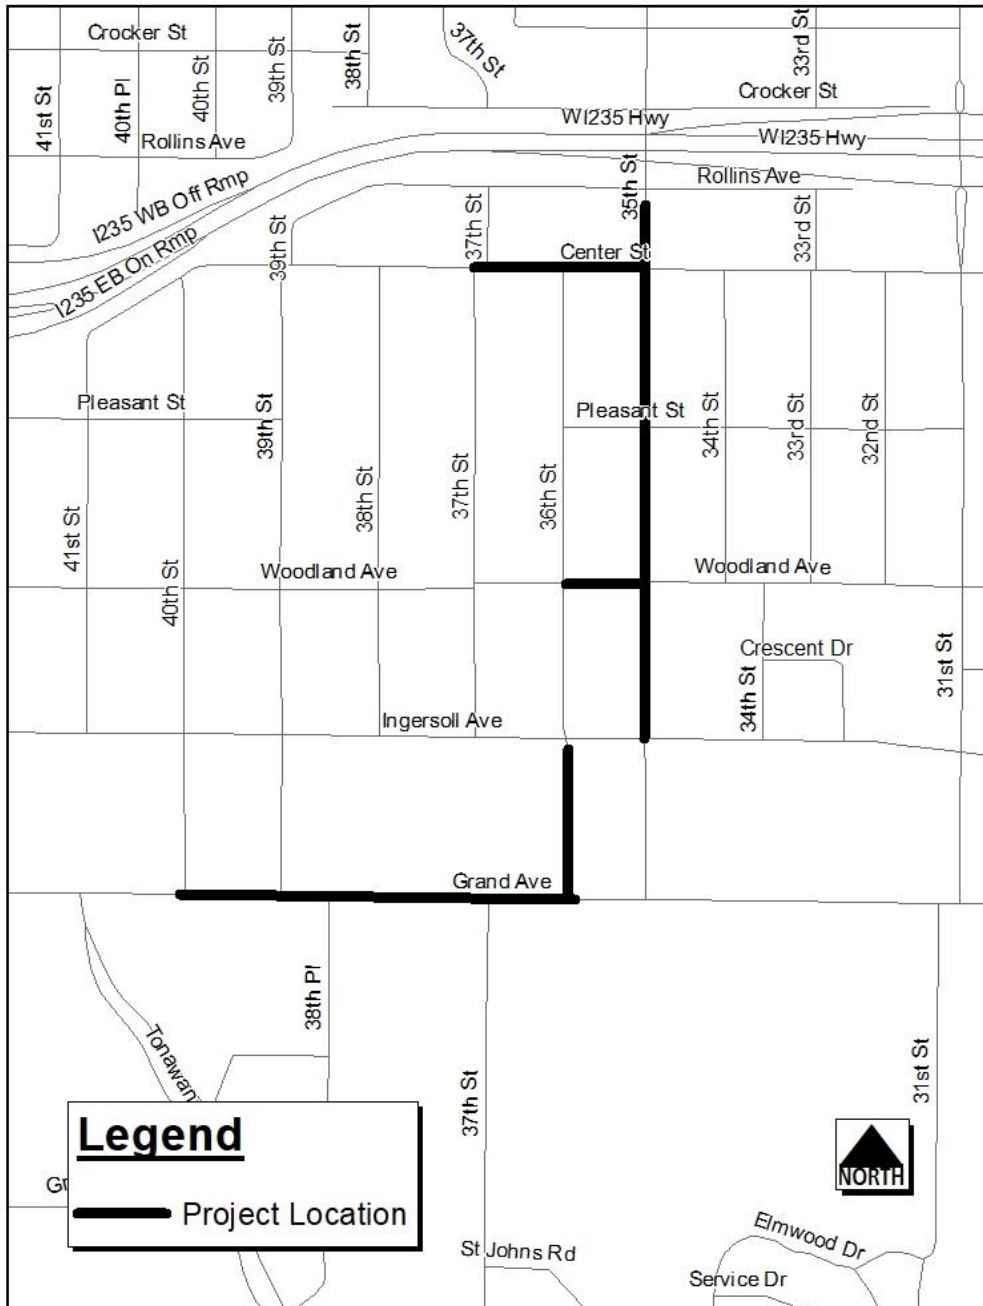 Crocker St
41st St
40th Pl
40th St
39th St
38th St
37th St
33rd St
Crocker St
WI235 Hwy
WI235 Hwy
Rollins Ave
Rollins Ave
I235 WB Off Rmp
I235 EB On Rmp
39th St
37th St
35th St
33rd St
Center St
Pleasant St
39th St
Pleasant St
34th St
33rd St
32nd St
41st St
38th St
37th St
36th St
40th St
Woodland Ave
Woodland Ave
Crescent Dr
34th St
31st St
Ingersoll Ave
Grand Ave
38th Pl
Tonawan
37th St
31st St
Legend
Project Location
NORTH
Gr
St Johns Rd
Elmwood Dr
Service Dr